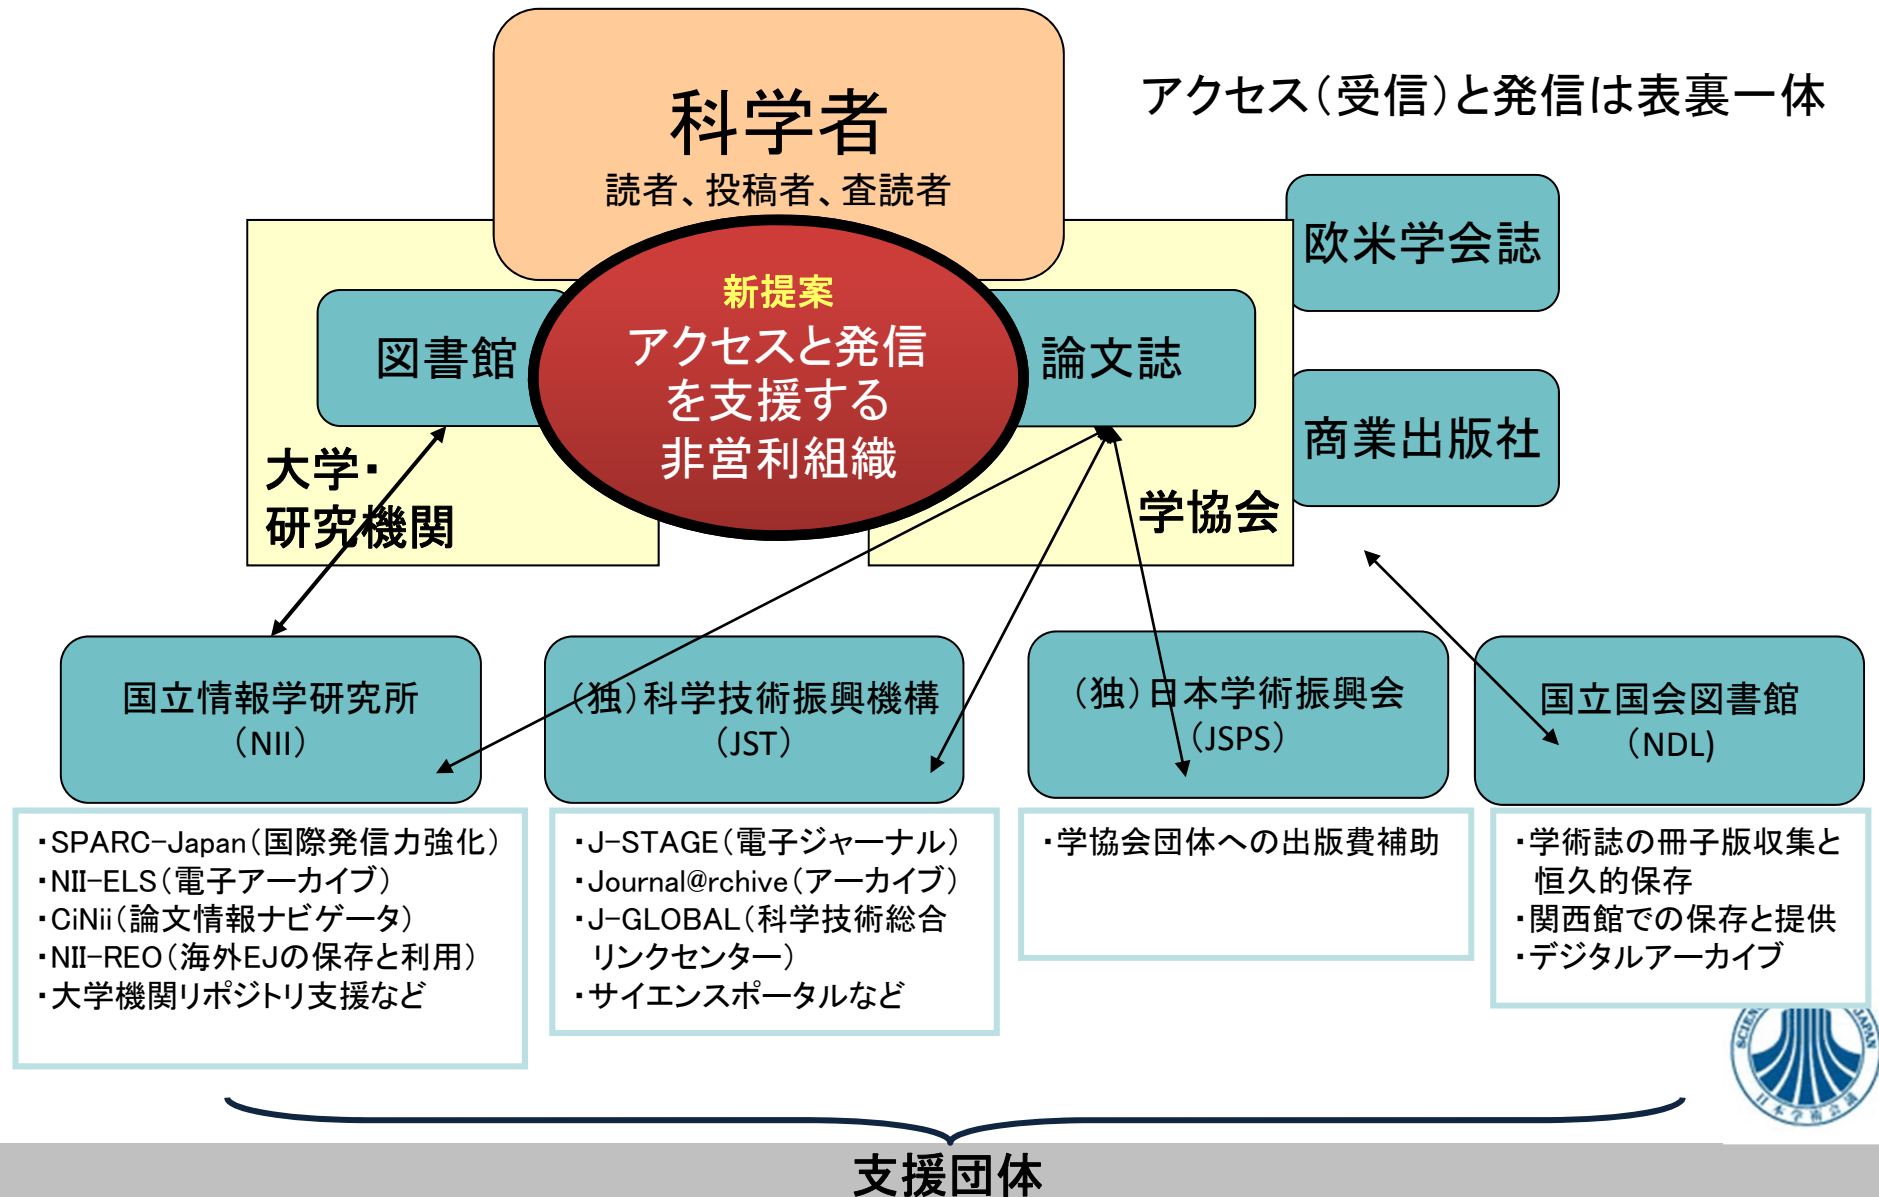 アクセス（受信）と発信は表裏一体
科学者
読者、投稿者、査読者
新提案
アクセスと発信
を支援する
非営利組織
図書館
大学・
研究機関
論文誌
学協会
欧米学会誌
商業出版社
国立情報学研究所
（NII）
（独）科学技術振興機構
（JST）
（独）日本学術振興会
（JSPS）
国立国会図書館
（NDL)
・SPARC-Japan（国際発信力強化）
・NII-ELS（電子アーカイブ）
・CiNii（論文情報ナビゲータ）
・NII-REO（海外EJの保存と利用）
・大学機関リポジトリ支援など
・J-STAGE（電子ジャーナル）
・Journal@rchive（アーカイブ）
・J-GLOBAL（科学技術総合
リンクセンター）
・サイエンスポータルなど
・学協会団体への出版費補助
・学術誌の冊子版収集と
恒久的保存
・関西館での保存と提供
・デジタルアーカイブ
日本学術会議
支援団体